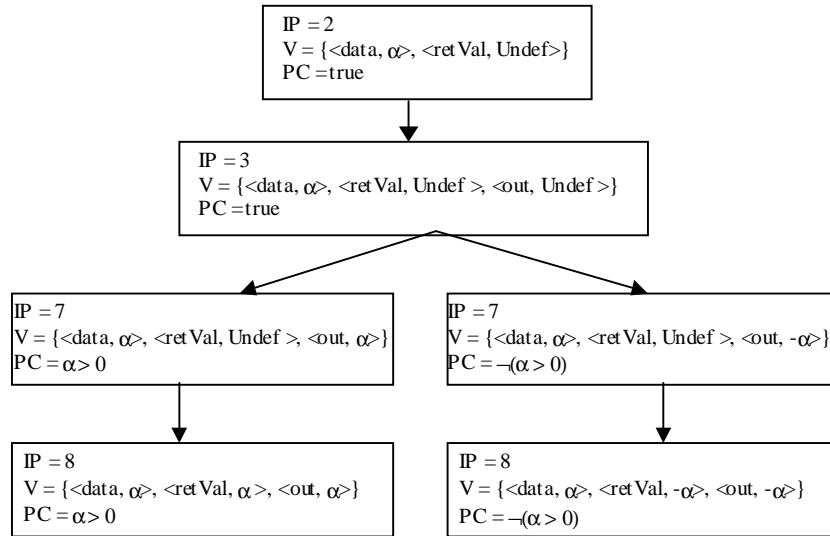 IP = 2
V = {<data, α>, <retVal, Undef>}
PC =true
IP = 3
V = {<data, α>, <retVal, Undef >, <out, Undef >}
PC =true
IP = 7
V = {<data, α>, <retVal, Undef >, <out, α>}
PC = α > 0
IP = 7
V = {<data, α>, <retVal, Undef >, <out, -α>}
PC = ¬(α > 0)
IP = 8
V = {<data, α>, <retVal, α >, <out, α>}
PC = α > 0
IP = 8
V = {<data, α>, <retVal, -α>, <out, -α>}
PC = ¬(α > 0)